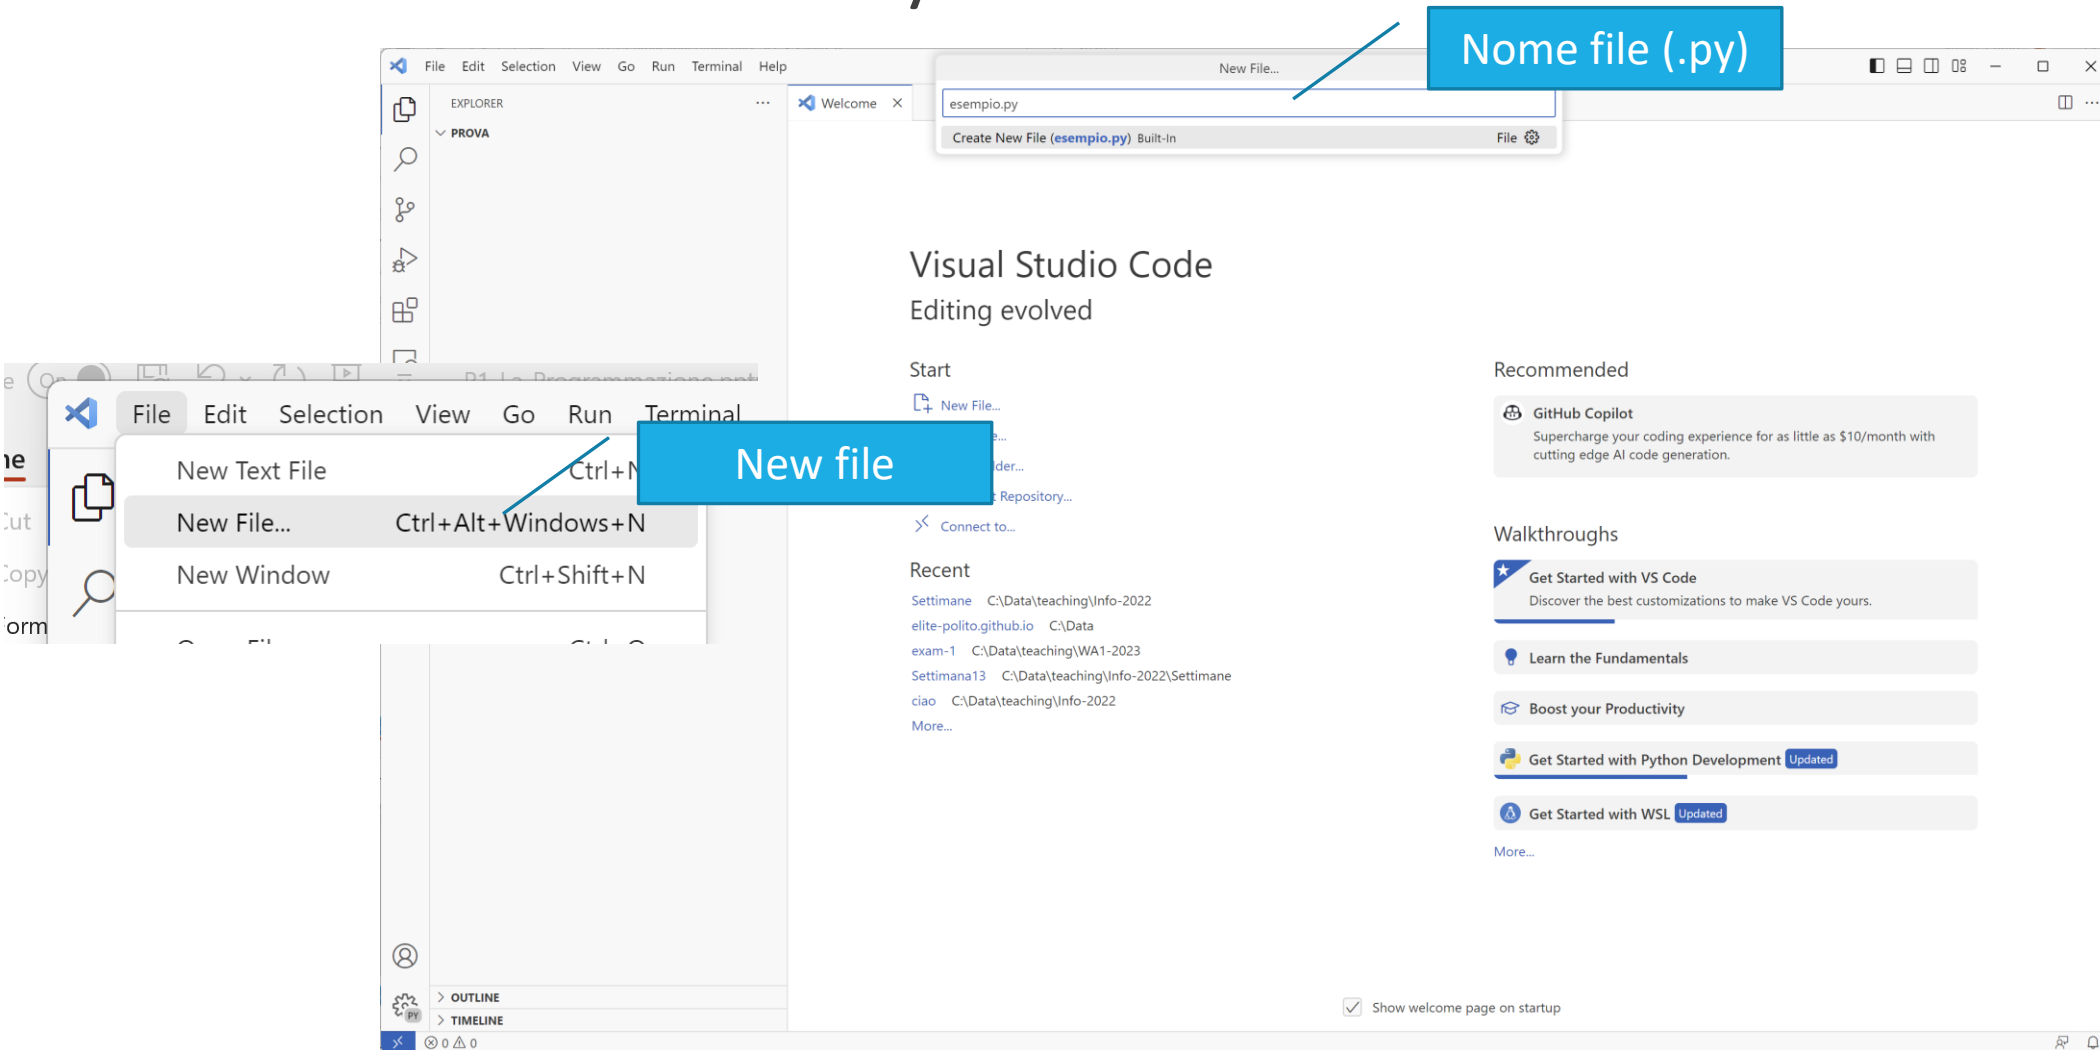 Nome file (.py)
File Edit Selection View Go Run Terminal Help
New File...
EXPLORER
Welcome
esempio.py
PROVA
Create New File (esempio.py) Built-In File
Visual Studio Code
Editing evolved
Start
New File...
Repository...
Connect to...
Recent
Settimane C:\Data\teaching\Info-2022
elite-polito.github.io C:\Data
exam-1 C:\Data\teaching\WA1-2023
Settimana13 C:\Data\teaching\Info-2022\Settimane
ciao C:\Data\teaching\Info-2022
More...
Recommended
GitHub Copilot
Supercharge your coding experience for as little as $10/month with
cutting edge AI code generation.
Walkthroughs
Get Started with VS Code
Discover the best customizations to make VS Code yours.
Learn the Fundamentals
Boost your Productivity
Get Started with Python Development Updated
Get Started with WSL Updated
More...
File Edit Selection View Go Run Terminal
New file
New Text File Ctrl+N
New File... Ctrl+Alt+Windows+N
New Window Ctrl+Shift+N
OUTLINE
PY
TIMELINE
Show welcome page on startup
0 0